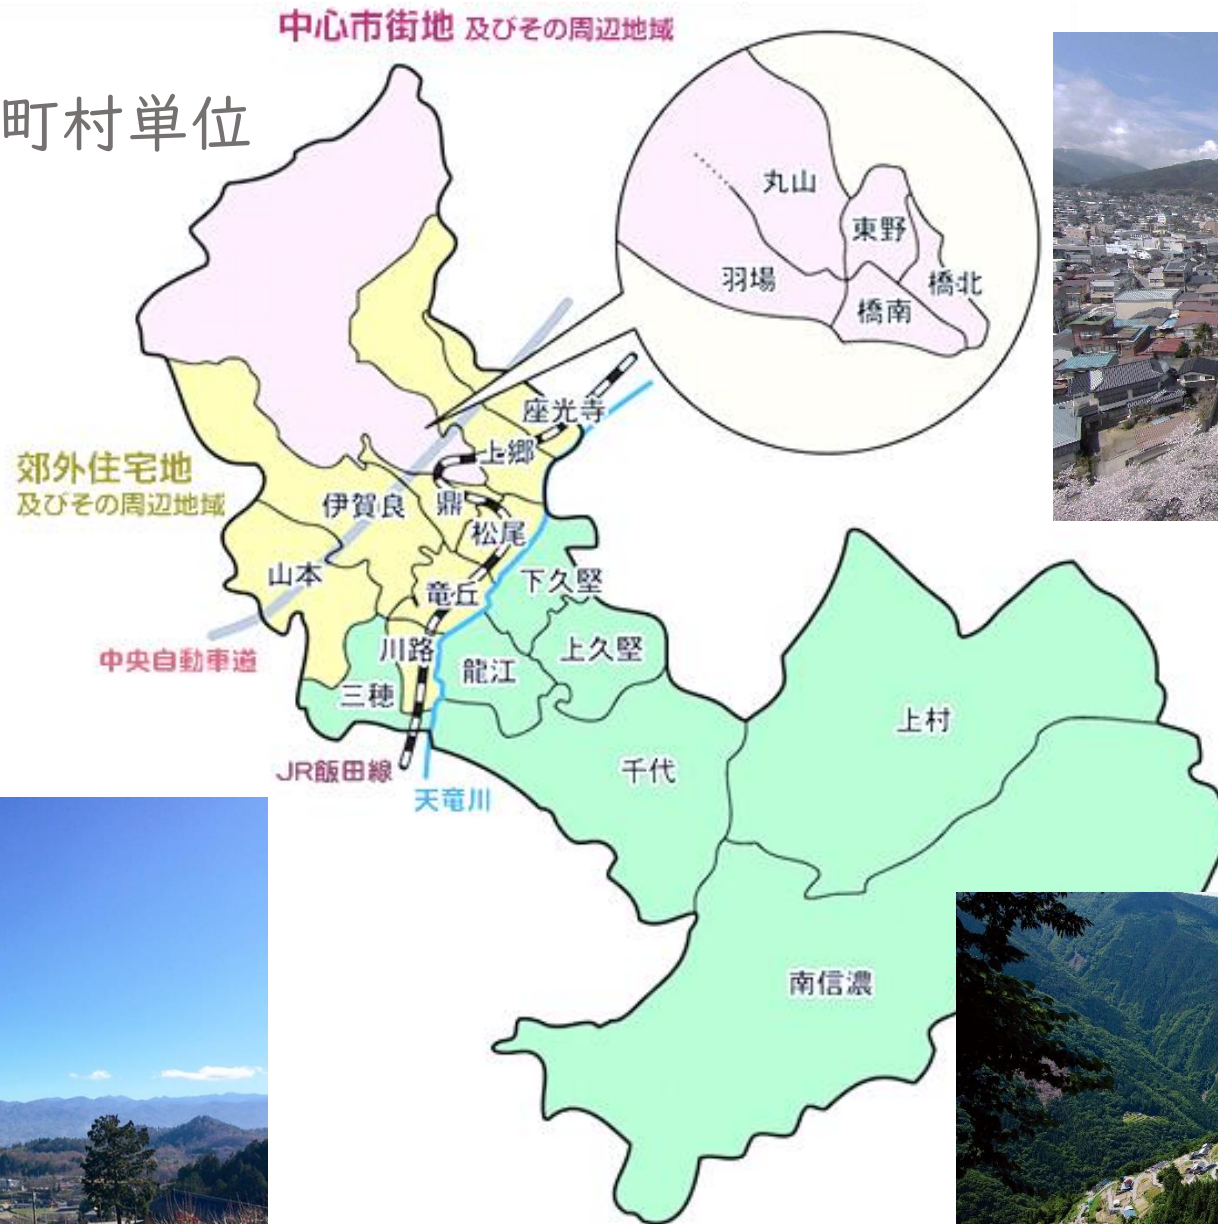 中心市街地 及びその周辺地域
町村単位
丸山
東野
羽場
橋北
橋南
座光寺
上郷
郊外住宅地
及びその周辺地域
伊賀良
鼎
松尾
山本
竜丘
下久堅
中央自動車道
川路
上久堅
龍江
三穂
上村
JR飯田線
千代
天竜川
南信濃